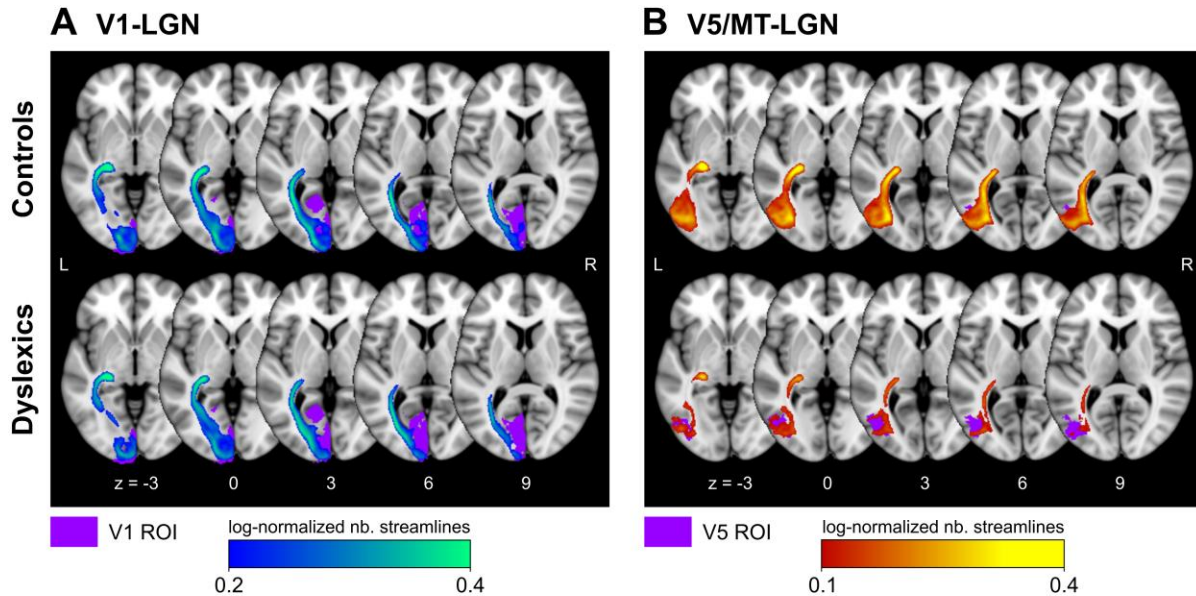 A V1-LGN
B V5/MT-LGN
Controls
L R
L R
Dyslexics
z = -3 0 3 6 9
z = -3 0 3 6 9
V1 ROI
log-normalized nb. streamlines
0.2 0.4
V5 ROI
log-normalized nb. streamlines
0.1 0.4